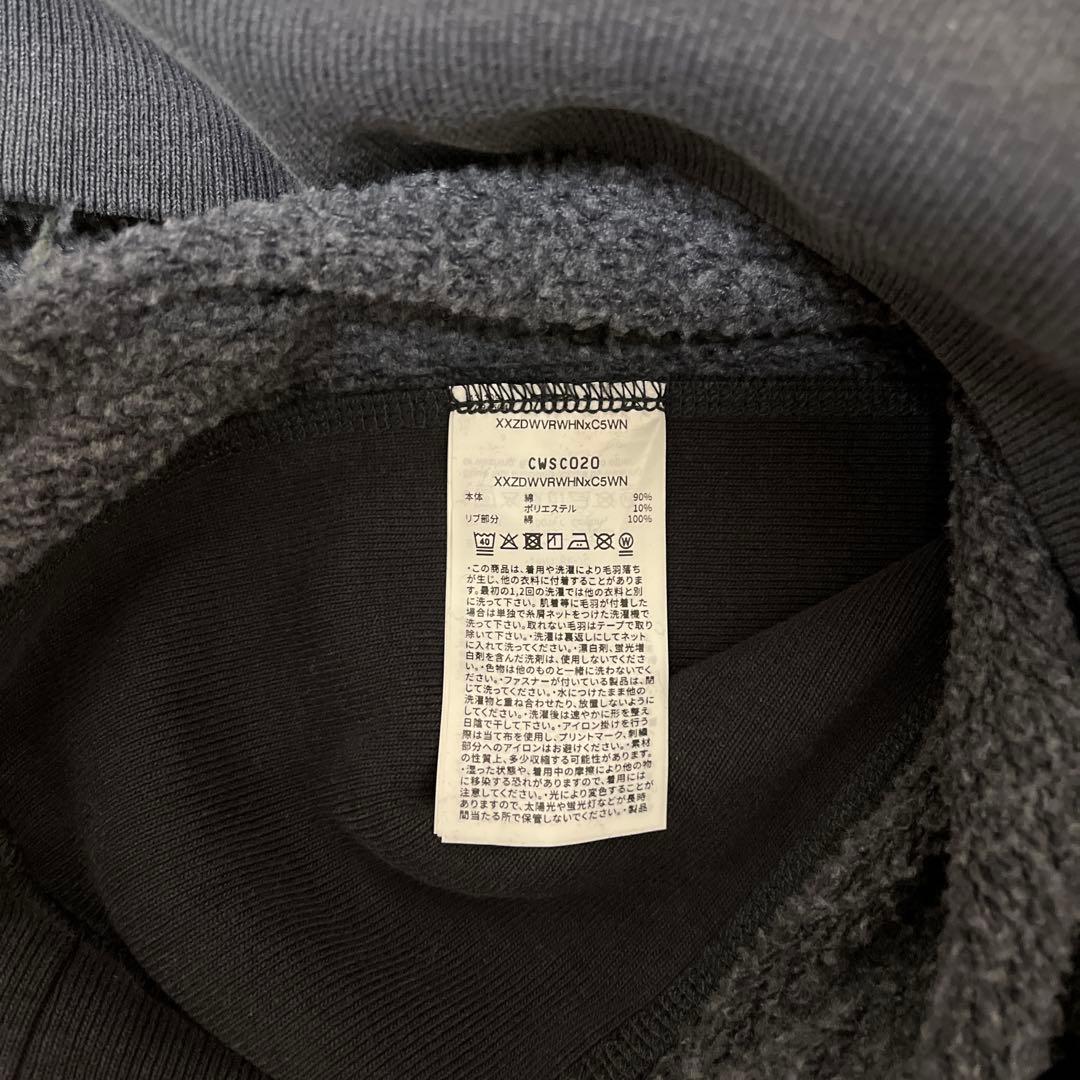 XXZDWVRWHNxC5WN
CWSC020
XXZDWVRWHNxC5WN
本体 綿 90%
ポリエステル 10%
リブ部分 綿 100%
40 W
・この商品は、着用や洗濯により毛羽落ち
が生じ、他の衣料に付着することがありま
す。最初の1,2回の洗濯では他の衣料と別
に洗って下さい。肌着等に毛羽が付着した
場合は単独で糸屑ネットをつけた洗濯機で
洗って下さい。取れない毛羽はテープで取り
除いて下さい。・洗濯は裏返しにしてネット
に入れて洗ってください。・漂白剤、蛍光増
白剤を含んだ洗剤は、使用しないでくださ
い。・色物は他のものと一緒に洗わないでく
ださい。・ファスナーが付いている製品は、閉
じて洗ってください。・水につけたまま他の
洗濯物と重ね合わせたり、放置しないように
してください。・洗濯後は速やかに形を整え
日陰で干して下さい。・アイロン掛けを行う
際は当て布を使用し、プリントマーク、刺繍
部分へのアイロンはお避けください。・素材
の性質上、多少収縮する可能性があります。
・湿った状態や、着用中の摩擦により他の物
に移染する恐れがありますので、着用には
注意してください。・光により変色することが
ありますので、太陽光や蛍光灯などが長時
間当たる所で保管しないでください。・製品